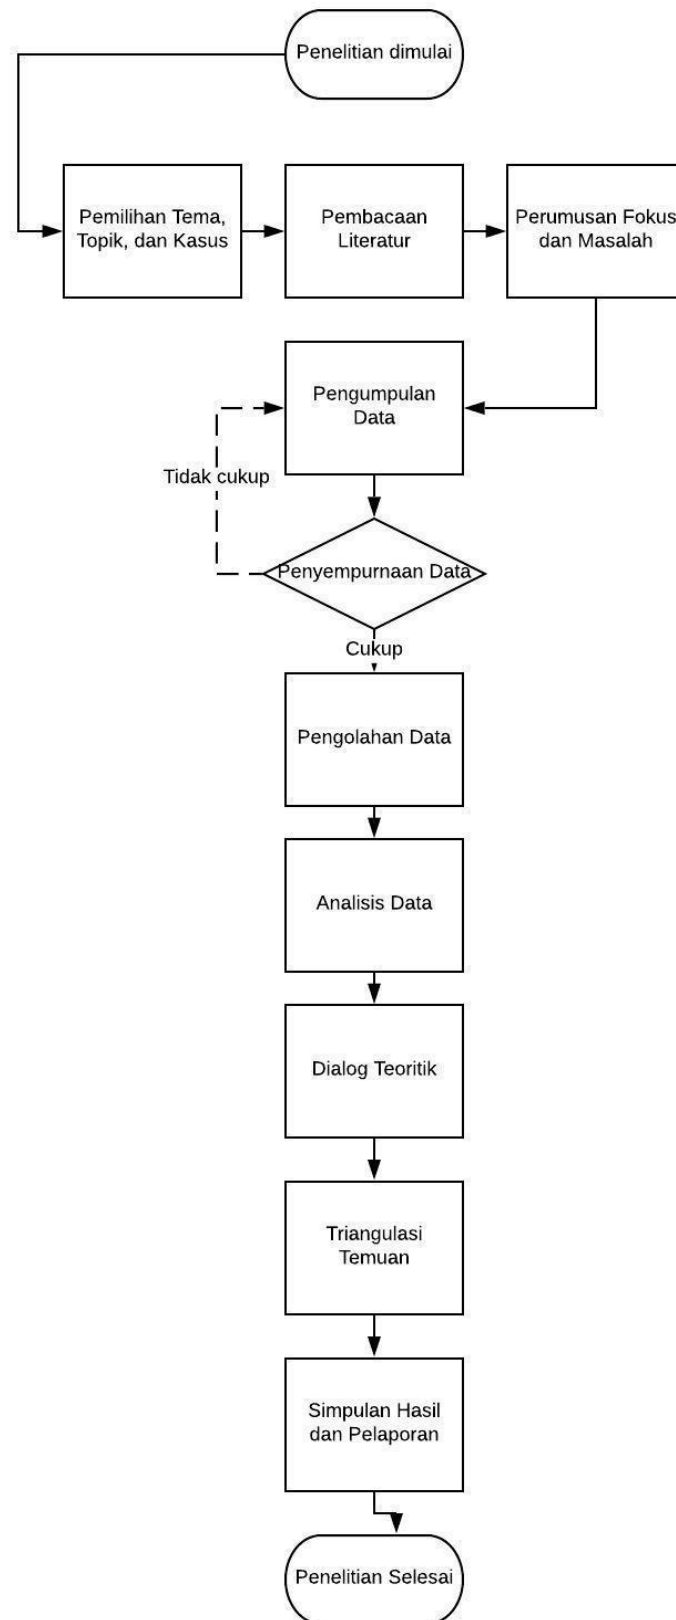 Penelitian dimulai
Pemilihan Tema,
Topik, dan Kasus
Pembacaan
Literatur
Perumusan Fokus
dan Masalah
Pengumpulan
Data
Tidak cukup
Penyempurnaan Data
Cukup
Pengolahan Data
Analisis Data
Dialog Teoritik
Triangulasi
Temuan
Simpulan Hasil
dan Pelaporan
Penelitian Selesai